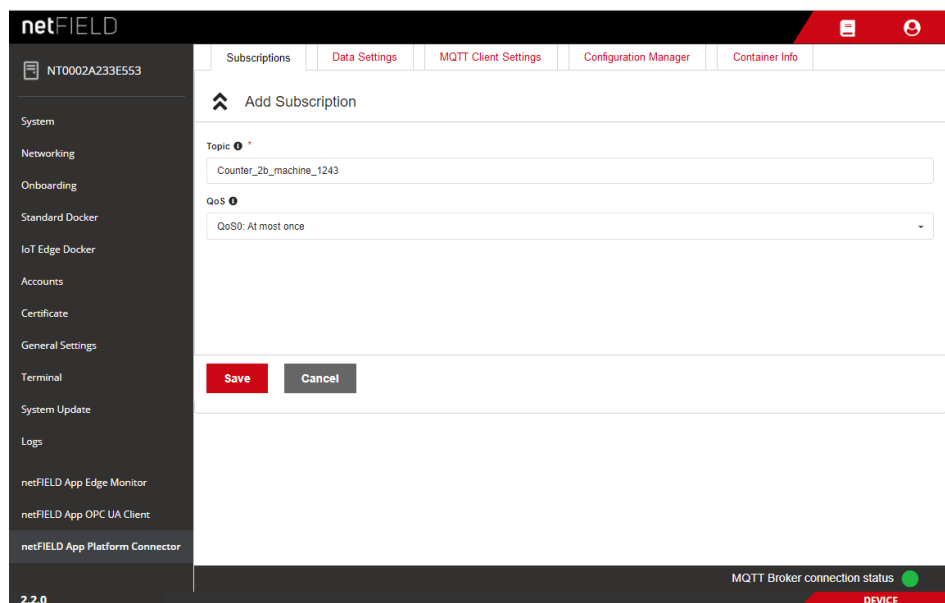 netFIELD
NT0002A233E553
System
Networking
Onboarding
Standard Docker
IoT Edge Docker
Accounts
Certificate
General Settings
Terminal
System Update
Logs
netFIELD App Edge Monitor
netFIELD App OPC UA Client
netFIELD App Platform Connector
2.2.0
Subscriptions Data Settings MQTT Client Settings Configuration Manager Container Info
Add Subscription
Topic *
Counter_2b_machine_1243
QoS
QoS0: At most once
Save Cancel
MQTT Broker connection status
DEVICE